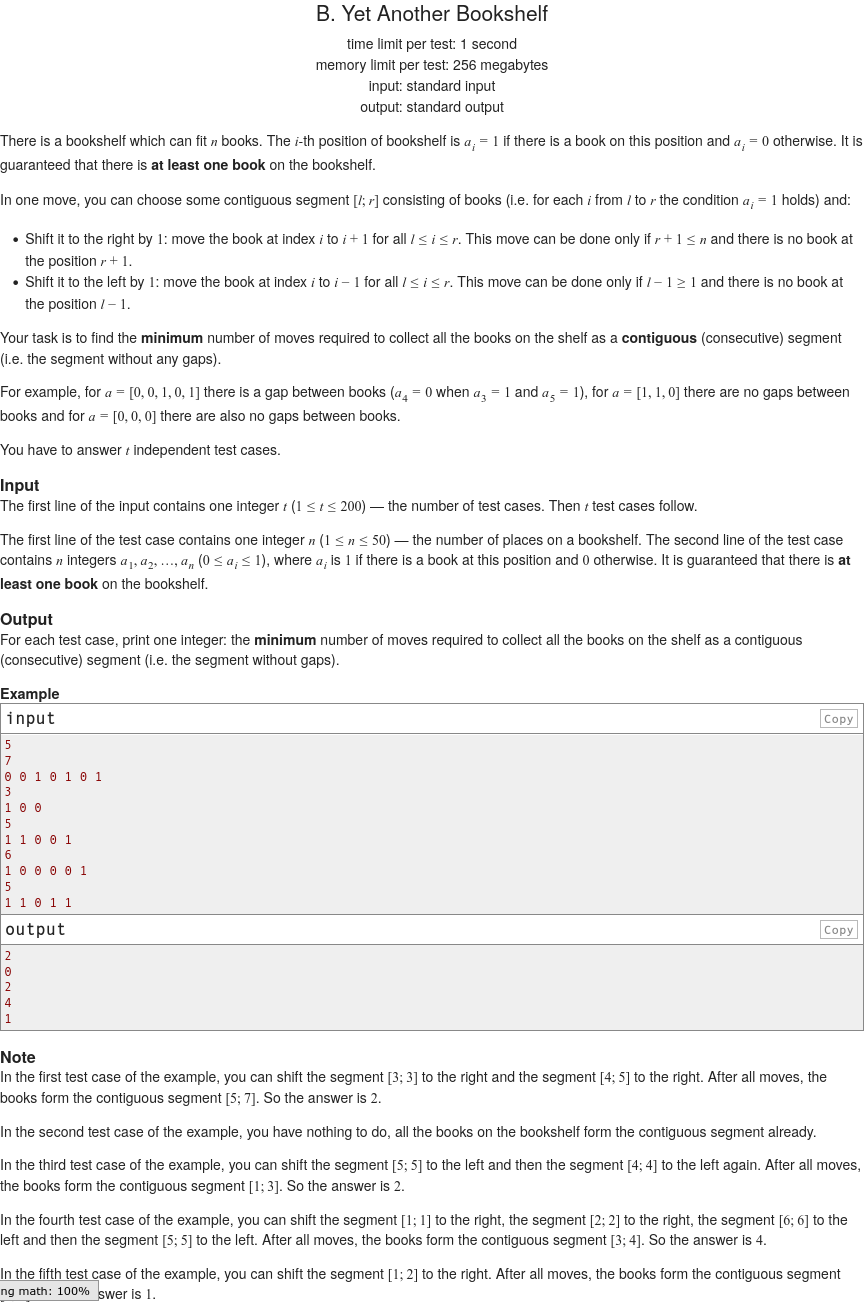 B. Yet Another Bookshelf
time limit per test: 1 second
memory limit per test: 256 megabytes
input: standard input
output: standard output
There is a bookshelf which can fit n books. The i-th position of bookshelf is a_i = 1 if there is a book on this position and a_i = 0 otherwise. It is
guaranteed that there is at least one book on the bookshelf.
In one move, you can choose some contiguous segment [l; r] consisting of books (i.e. for each i from l to r the condition a_i = 1 holds) and:
• Shift it to the right by 1: move the book at index i to i + 1 for all l ≤ i ≤ r. This move can be done only if r + 1 ≤ n and there is no book at
the position r + 1.
• Shift it to the left by 1: move the book at index i to i − 1 for all l ≤ i ≤ r. This move can be done only if l − 1 ≥ 1 and there is no book at
the position l − 1.
Your task is to find the minimum number of moves required to collect all the books on the shelf as a contiguous (consecutive) segment
(i.e. the segment without any gaps).
For example, for a = [0, 0, 1, 0, 1] there is a gap between books (a_4 = 0 when a_3 = 1 and a_5 = 1), for a = [1, 1, 0] there are no gaps between
books and for a = [0, 0, 0] there are also no gaps between books.
You have to answer t independent test cases.
Input
The first line of the input contains one integer t (1 ≤ t ≤ 200) — the number of test cases. Then t test cases follow.
The first line of the test case contains one integer n (1 ≤ n ≤ 50) — the number of places on a bookshelf. The second line of the test case
contains n integers a_1, a_2, …, a_n (0 ≤ a_i ≤ 1), where a_i is 1 if there is a book at this position and 0 otherwise. It is guaranteed that there is at
least one book on the bookshelf.
Output
For each test case, print one integer: the minimum number of moves required to collect all the books on the shelf as a contiguous
(consecutive) segment (i.e. the segment without gaps).
Example
input Copy
5
7
0 0 1 0 1 0 1
3
1 0 0
5
1 1 0 0 1
6
1 0 0 0 0 1
5
1 1 0 1 1
output Copy
2
0
2
4
1
Note
In the first test case of the example, you can shift the segment [3; 3] to the right and the segment [4; 5] to the right. After all moves, the
books form the contiguous segment [5; 7]. So the answer is 2.
In the second test case of the example, you have nothing to do, all the books on the bookshelf form the contiguous segment already.
In the third test case of the example, you can shift the segment [5; 5] to the left and then the segment [4; 4] to the left again. After all moves,
the books form the contiguous segment [1; 3]. So the answer is 2.
In the fourth test case of the example, you can shift the segment [1; 1] to the right, the segment [2; 2] to the right, the segment [6; 6] to the
left and then the segment [5; 5] to the left. After all moves, the books form the contiguous segment [3; 4]. So the answer is 4.
In the fifth test case of the example, you can shift the segment [1; 2] to the right. After all moves, the books form the contiguous segment
ng math: 100% swer is 1.